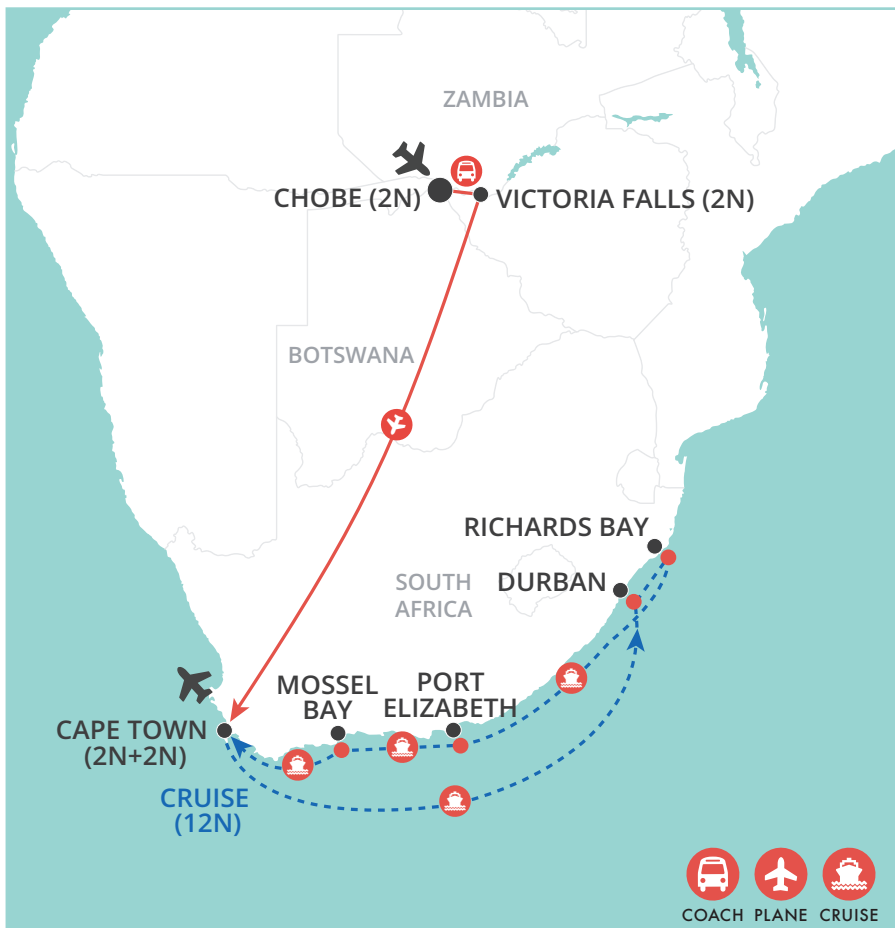 ZAMBIA
CHOBE (2N)
VICTORIA FALLS (2N)
BOTSWANA
RICHARDS BAY
DURBAN
SOUTH
AFRICA
MOSSEL
BAY
PORT
ELIZABETH
CAPE TOWN
(2N+2N)
CRUISE
(12N)
COACH PLANE CRUISE